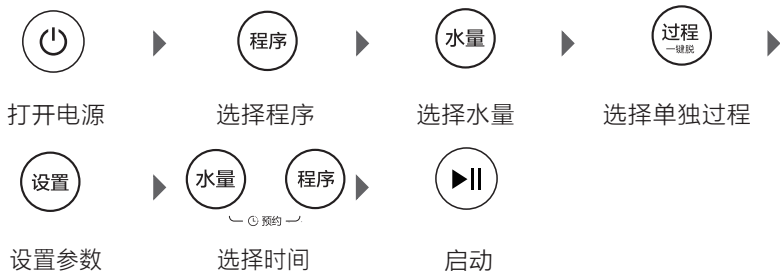 程序
水量
过程
一键脱
打开电源
选择程序
选择水量
选择单独过程
设置
水量
程序
预约
设置参数
选择时间
启动